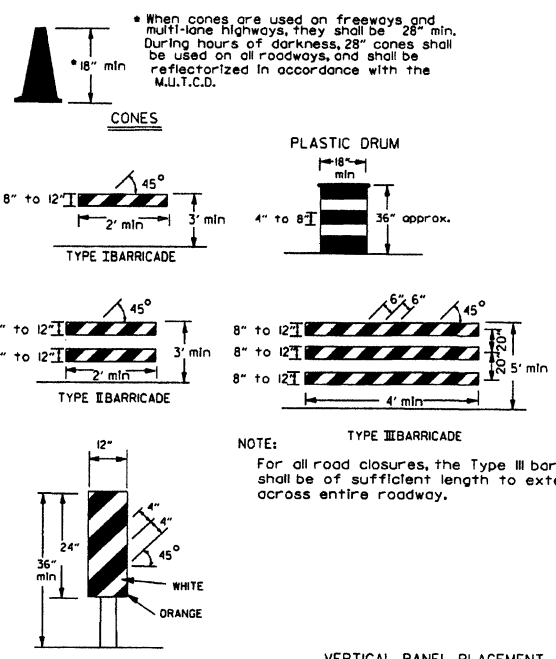 * When cones are used on freeways and
multi-lane highways, they shall be 28" min.
During hours of darkness, 28" cones shall
be used on all roadways, and shall be
reflectorized in accordance with the
M.U.T.C.D.
* 18" min
CONES
PLASTIC DRUM
18"
min
4" to 8"
36" approx.
45°
8" to 12"
2' min
3' min
TYPE I BARRICADE
45°
" to 12"
" to 12"
2' min
3' min
TYPE II BARRICADE
6" 6"
45°
8" to 12"
8" to 12"
8" to 12"
20"
20"
5' min
4' min
TYPE III BARRICADE
NOTE:
For all road closures, the Type III bar
shall be of sufficient length to exte
across entire roadway.
12"
4"
4"
24"
36"
min
45°
WHITE
ORANGE
VERTICAL PANEL PLACEMENT